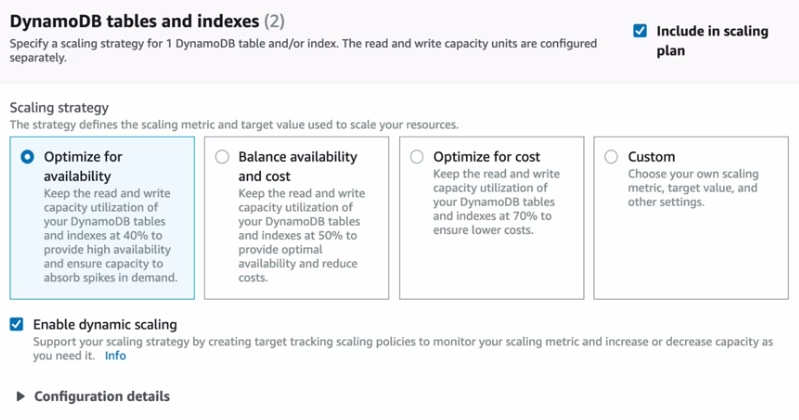 DynamoDB tables and indexes (2)
Specify a scaling strategy for 1 DynamoDB table and/or index. The read and write capacity units are configured
separately.
Include in scaling
plan
Scaling strategy
The strategy defines the scaling metric and target value used to scale your resources.
Optimize for
availability
Keep the read and write
capacity utilization of
your DynamoDB tables
and indexes at 40% to
provide high availability
and ensure capacity to
absorb spikes in demand.
Balance availability
and cost
Keep the read and write
capacity utilization of
your DynamoDB tables
and indexes at 50% to
provide optimal
availability and reduce
costs.
Optimize for cost
Keep the read and write
capacity utilization of
your DynamoDB tables
and indexes at 70% to
ensure lower costs.
Custom
Choose your own scaling
metric, target value, and
other settings.
Enable dynamic scaling
Support your scaling strategy by creating target tracking scaling policies to monitor your scaling metric and increase or decrease capacity as
you need it. Info
Configuration details